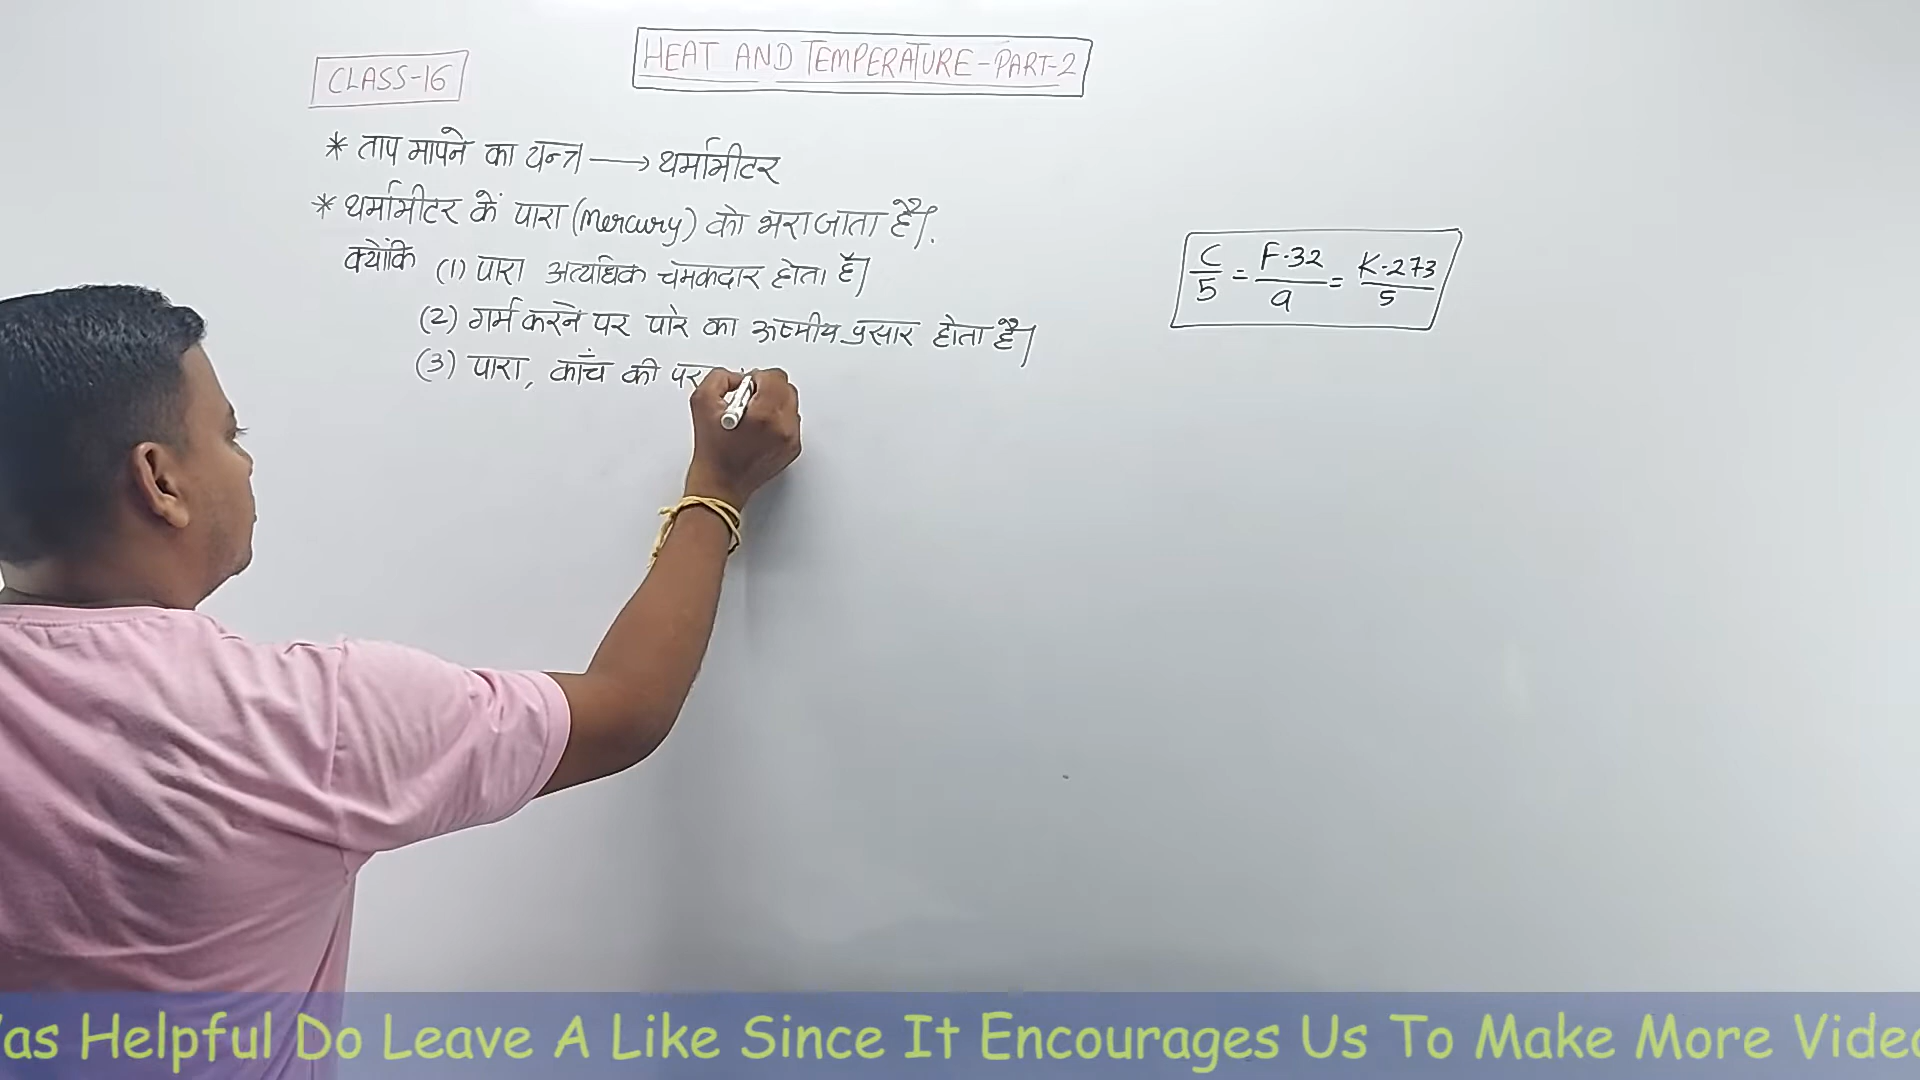 CLASS-16
HEAT AND TEMPERATURE-PART-2
* ताप मापने का यन्त्र ⟶ थर्मामीटर
* थर्मामीटर कें पारा (Mercury) को भरा जाता है।.
क्योंकि (1) पारा अत्यधिक चमकदार होता है।
(2) गर्म करने पर पारे का ऊष्मीय प्रसार होता है।
(3) पारा, काँच की
C/5 = F-32/9 = K-273/5
as Helpful Do Leave A Like Since It Encourages Us To Make More Vide